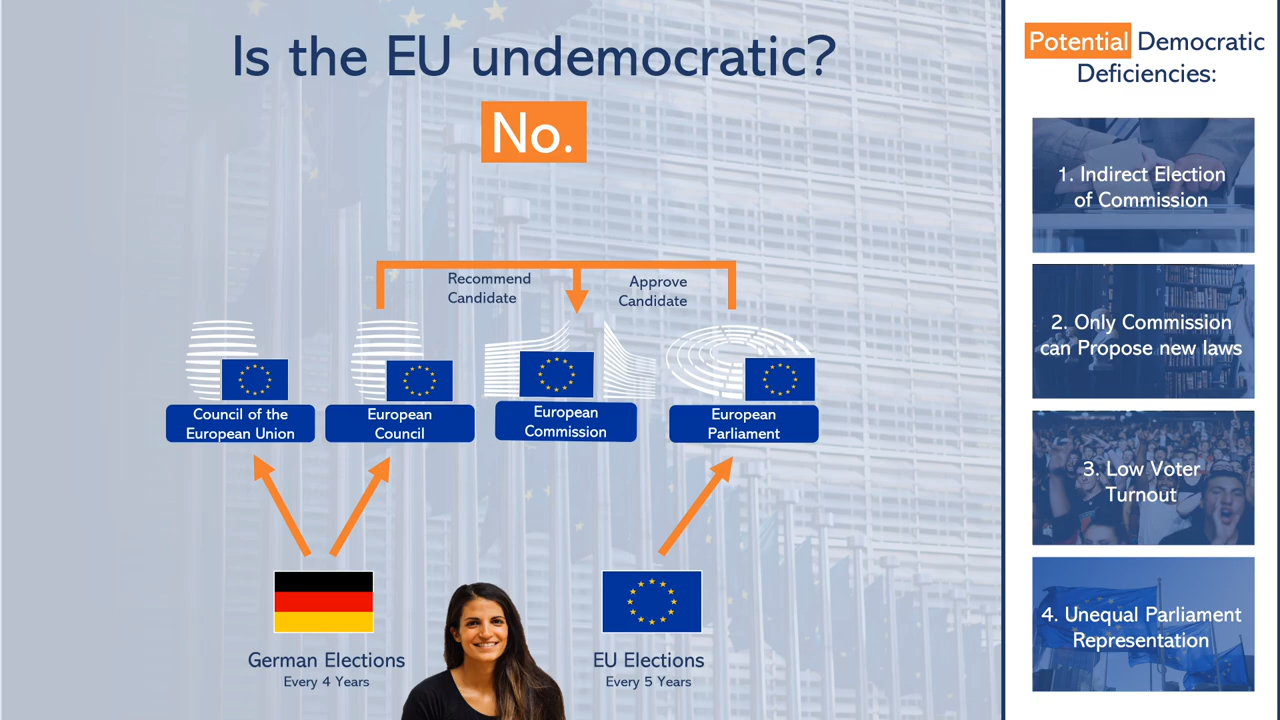 Is the EU undemocratic?
No.
Recommend
Candidate
Approve
Candidate
Council of the
European Union
European
Council
European
Commission
European
Parliament
German Elections
Every 4 Years
EU Elections
Every 5 Years
Potential Democratic
Deficiencies:
1. Indirect Election
of Commission
2. Only Commission
can Propose new laws
3. Low Voter
Turnout
4. Unequal Parliament
Representation